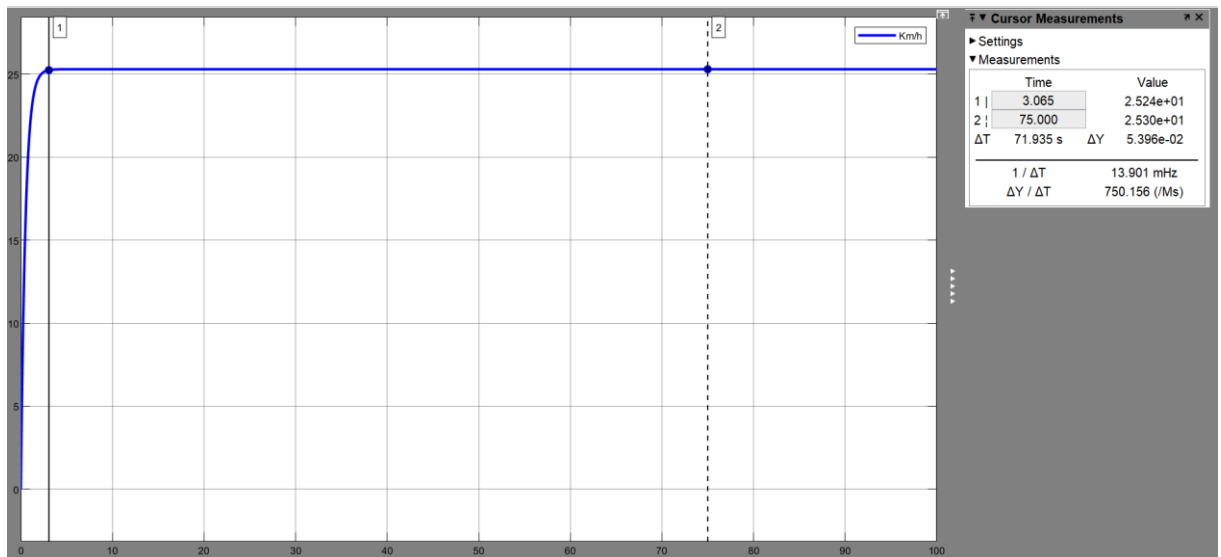 1
2
Km/h
25
20
15
10
5
0
0 10 20 30 40 50 60 70 80 90 100
Cursor Measurements
Settings
Measurements
Time Value
1 | 3.065 2.524e+01
2 ¦ 75.000 2.530e+01
ΔT 71.935 s ΔY 5.396e-02
1 / ΔT 13.901 mHz
ΔY / ΔT 750.156 (/Ms)